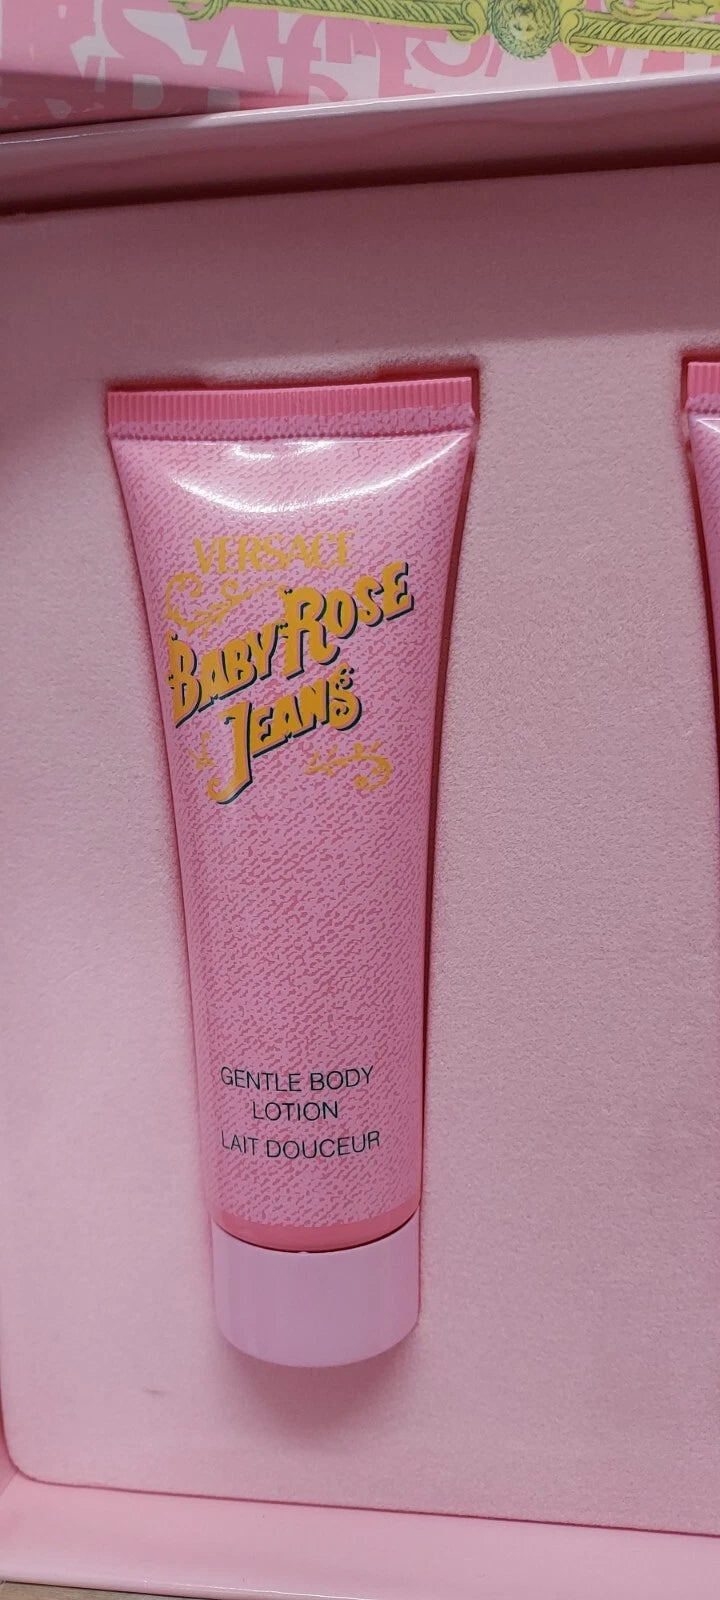 VERSACE
BABY ROSE
JEANS
GENTLE BODY
LOTION
LAIT DOUCEUR